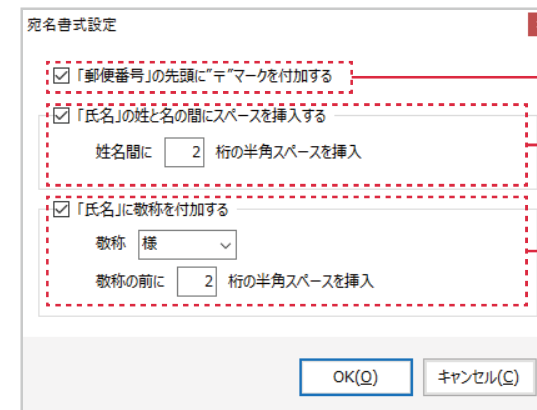 宛名書式設定
「郵便番号」の先頭に"〒"マークを付加する
「氏名」の姓と名の間にスペースを挿入する
姓名間に 2 桁の半角スペースを挿入
「氏名」に敬称を付加する
敬称 様
敬称の前に 2 桁の半角スペースを挿入
OK(O) キャンセル(C)